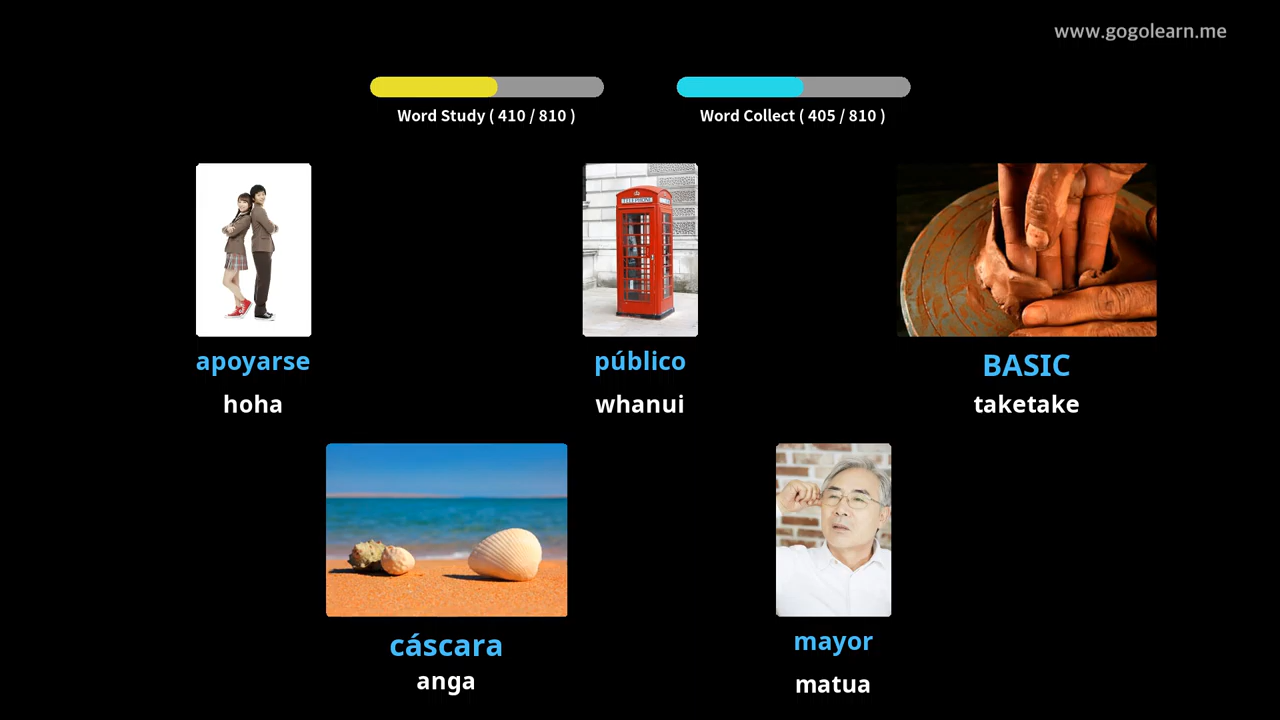 www.gogolearn.me
Word Study ( 410 / 810 )
Word Collect ( 405 / 810 )
TELEPHONE
apoyarse
público
BASIC
hoha
whanui
taketake
cáscara
mayor
anga
matua